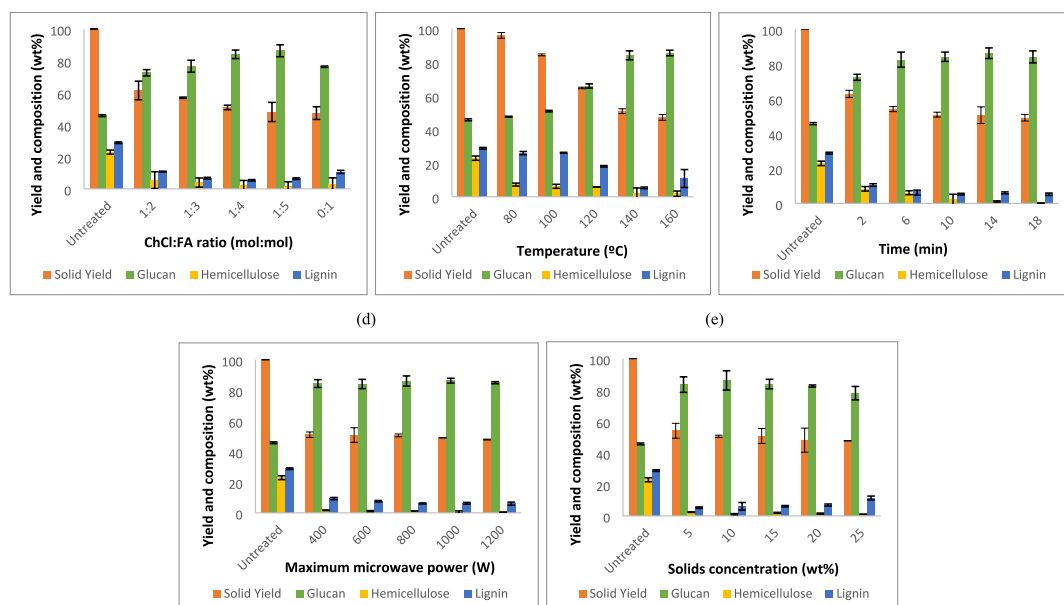 100
80
60
40
20
0
Yield and composition (wt%)
Untreated
1:2
1:3
1:4
1:5
0:1
ChCl:FA ratio (mol:mol)
Solid Yield Glucan Hemicellulose Lignin
100
80
60
40
20
0
Yield and composition (wt%)
Untreated
80
100
120
140
160
Temperature (ºC)
Solid Yield Glucan Hemicellulose Lignin
100
80
60
40
20
0
Yield and composition (wt%)
Untreated
2
6
10
14
18
Time (min)
Solid Yield Glucan Hemicellulose Lignin
(d) (e)
100
80
60
40
20
0
Yield and composition (wt%)
Untreated
400
600
800
1000
1200
Maximum microwave power (W)
Solid Yield Glucan Hemicellulose Lignin
100
80
60
40
20
0
Yield and composition (wt%)
Untreated
5
10
15
20
25
Solids concentration (wt%)
Solid Yield Glucan Hemicellulose Lignin